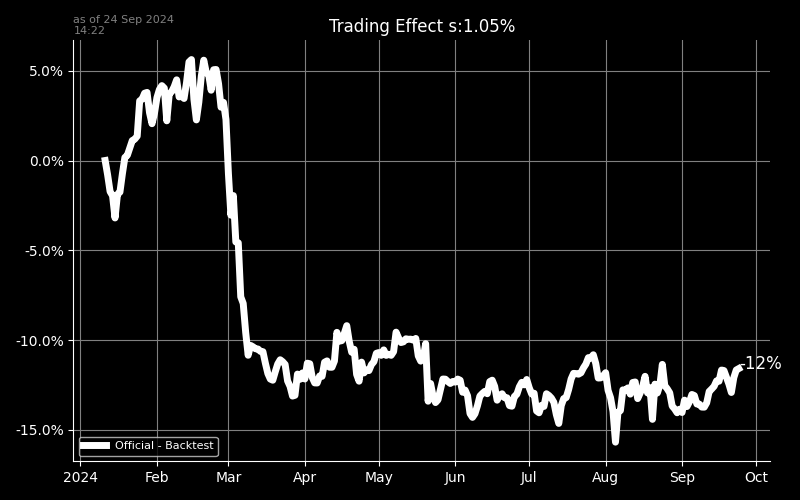 as of 24 Sep 2024
14:22
Trading Effect s:1.05%
5.0%
0.0%
-5.0%
-10.0%
-15.0%
-12%
Official - Backtest
2024 Feb Mar Apr May Jun Jul Aug Sep Oct